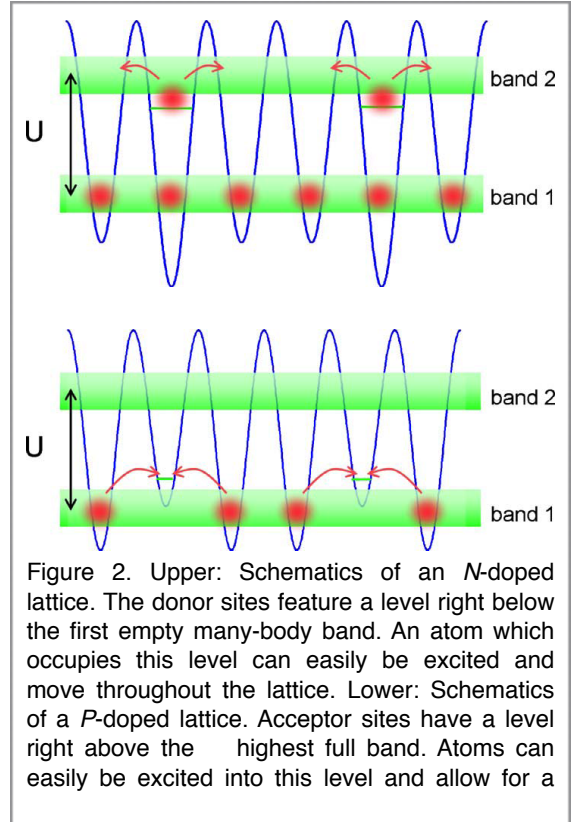 band 2
U
band 1
band 2
U
band 1
Figure 2. Upper: Schematics of an N-doped
lattice. The donor sites feature a level right below
the first empty many-body band. An atom which
occupies this level can easily be excited and
move throughout the lattice. Lower: Schematics
of a P-doped lattice. Acceptor sites have a level
right above the highest full band. Atoms can
easily be excited into this level and allow for a